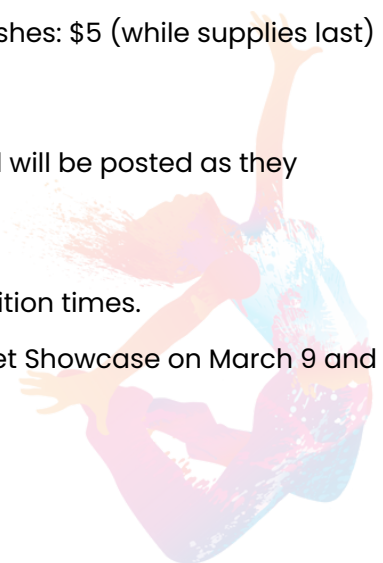 shes: $5 (while supplies last)
will be posted as they
ition times.
et Showcase on March 9 and